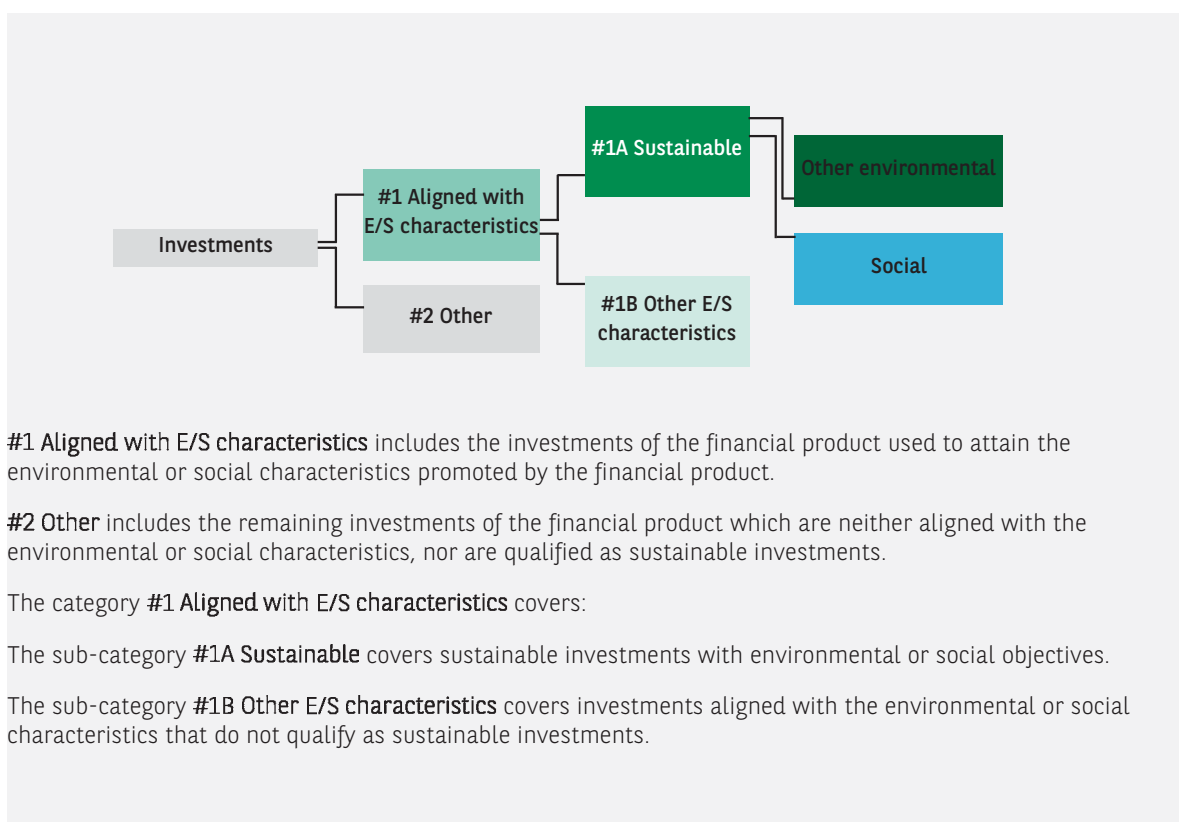 #1A Sustainable
Other environmental
#1 Aligned with
E/S characteristics
Investments
Social
#1B Other E/S
characteristics
#2 Other
#1 Aligned with E/S characteristics includes the investments of the financial product used to attain the
environmental or social characteristics promoted by the financial product.
#2 Other includes the remaining investments of the financial product which are neither aligned with the
environmental or social characteristics, nor are qualified as sustainable investments.
The category #1 Aligned with E/S characteristics covers:
The sub-category #1A Sustainable covers sustainable investments with environmental or social objectives.
The sub-category #1B Other E/S characteristics covers investments aligned with the environmental or social
characteristics that do not qualify as sustainable investments.